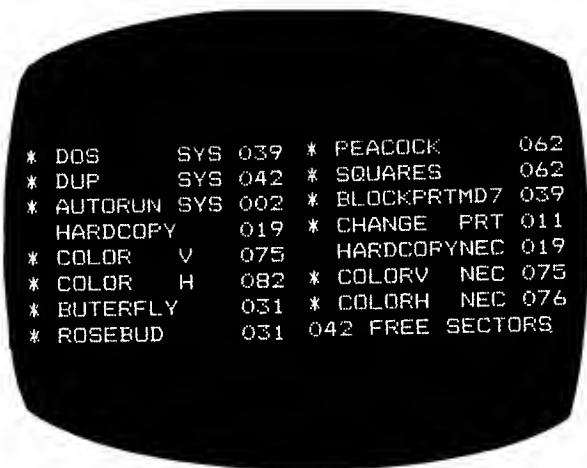 * DOS     SYS 039
* DUP     SYS 042
* AUTORUN SYS 002
  HARDCOPY    019
* COLOR   V   075
* COLOR   H   082
* BUTERFLY    031
* ROSEBUD     031
* PEACOCK     062
* SQUARES     062
* BLOCKPRTMD7 039
* CHANGE  PRT 011
  HARDCOPYNEC 019
* COLORV  NEC 075
* COLORH  NEC 076
042 FREE SECTORS